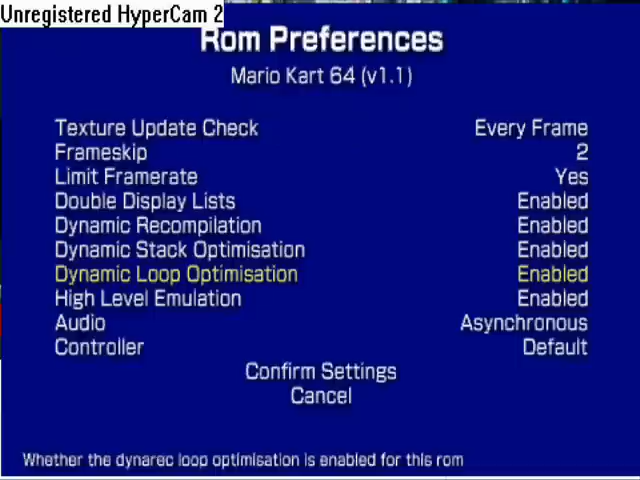 Unregistered HyperCam 2
Rom Preferences
Mario Kart 64 (v1.1)
Texture Update Check Every Frame
Frameskip 2
Limit Framerate Yes
Double Display Lists Enabled
Dynamic Recompilation Enabled
Dynamic Stack Optimisation Enabled
Dynamic Loop Optimisation Enabled
High Level Emulation Enabled
Audio Asynchronous
Controller Default
Confirm Settings
Cancel
Whether the dynarec loop optimisation is enabled for this rom